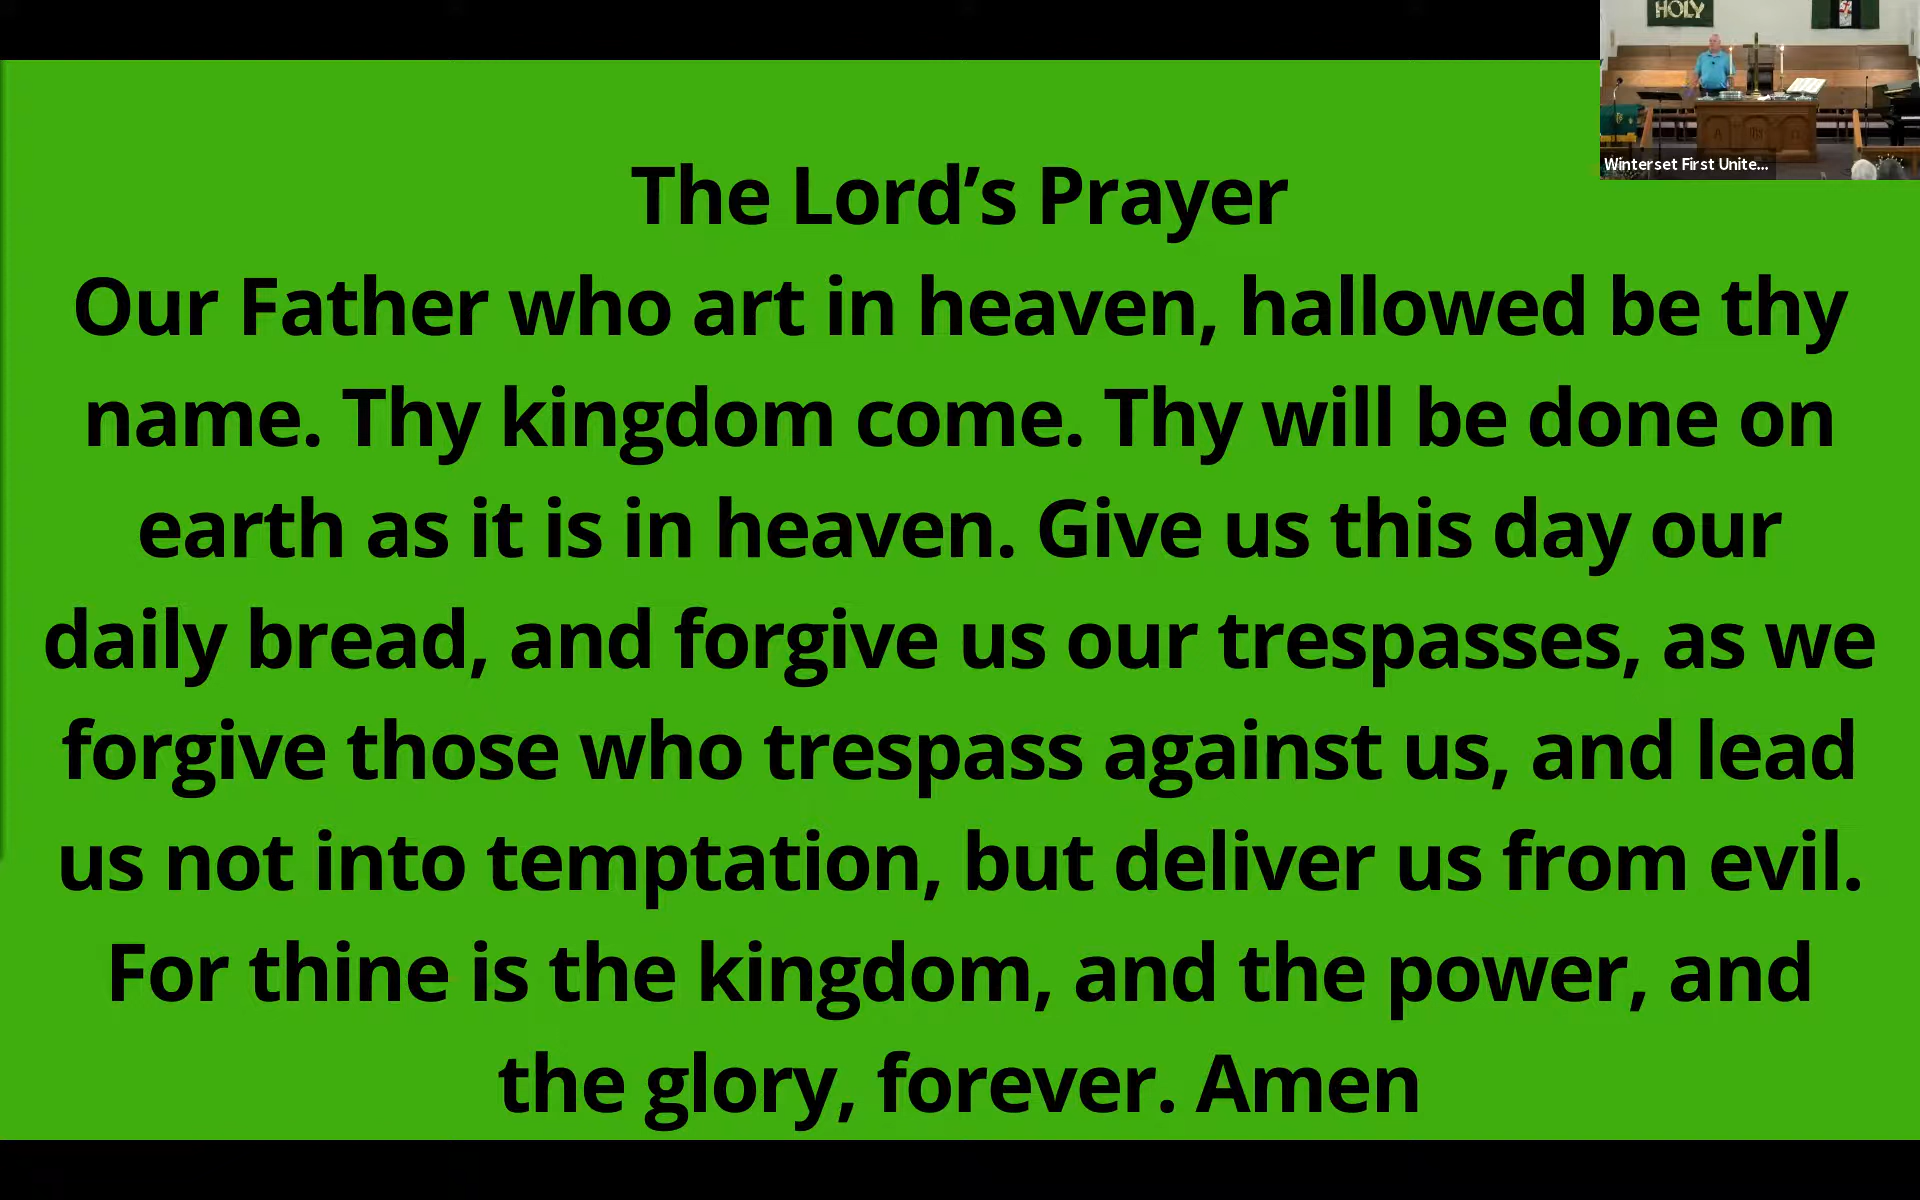 HOLY
Winterset First Unite...
The Lord’s Prayer
Our Father who art in heaven, hallowed be thy
name. Thy kingdom come. Thy will be done on
earth as it is in heaven. Give us this day our
daily bread, and forgive us our trespasses, as we
forgive those who trespass against us, and lead
us not into temptation, but deliver us from evil.
For thine is the kingdom, and the power, and
the glory, forever. Amen